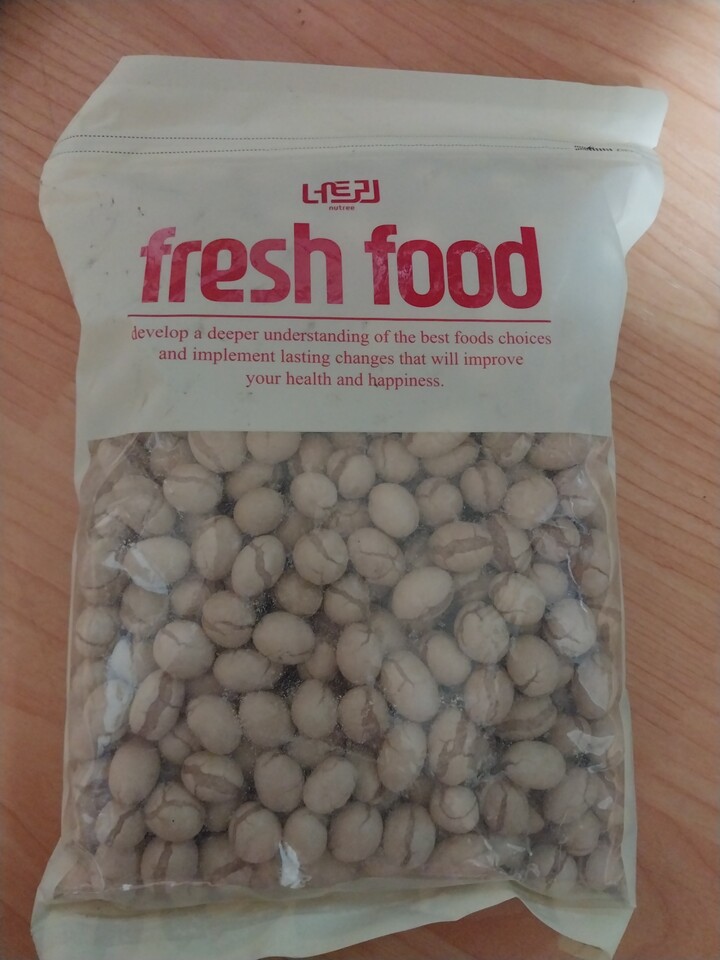 너트리
nutree
fresh food
develop a deeper understanding of the best foods choices
and implement lasting changes that will improve
your health and happiness.